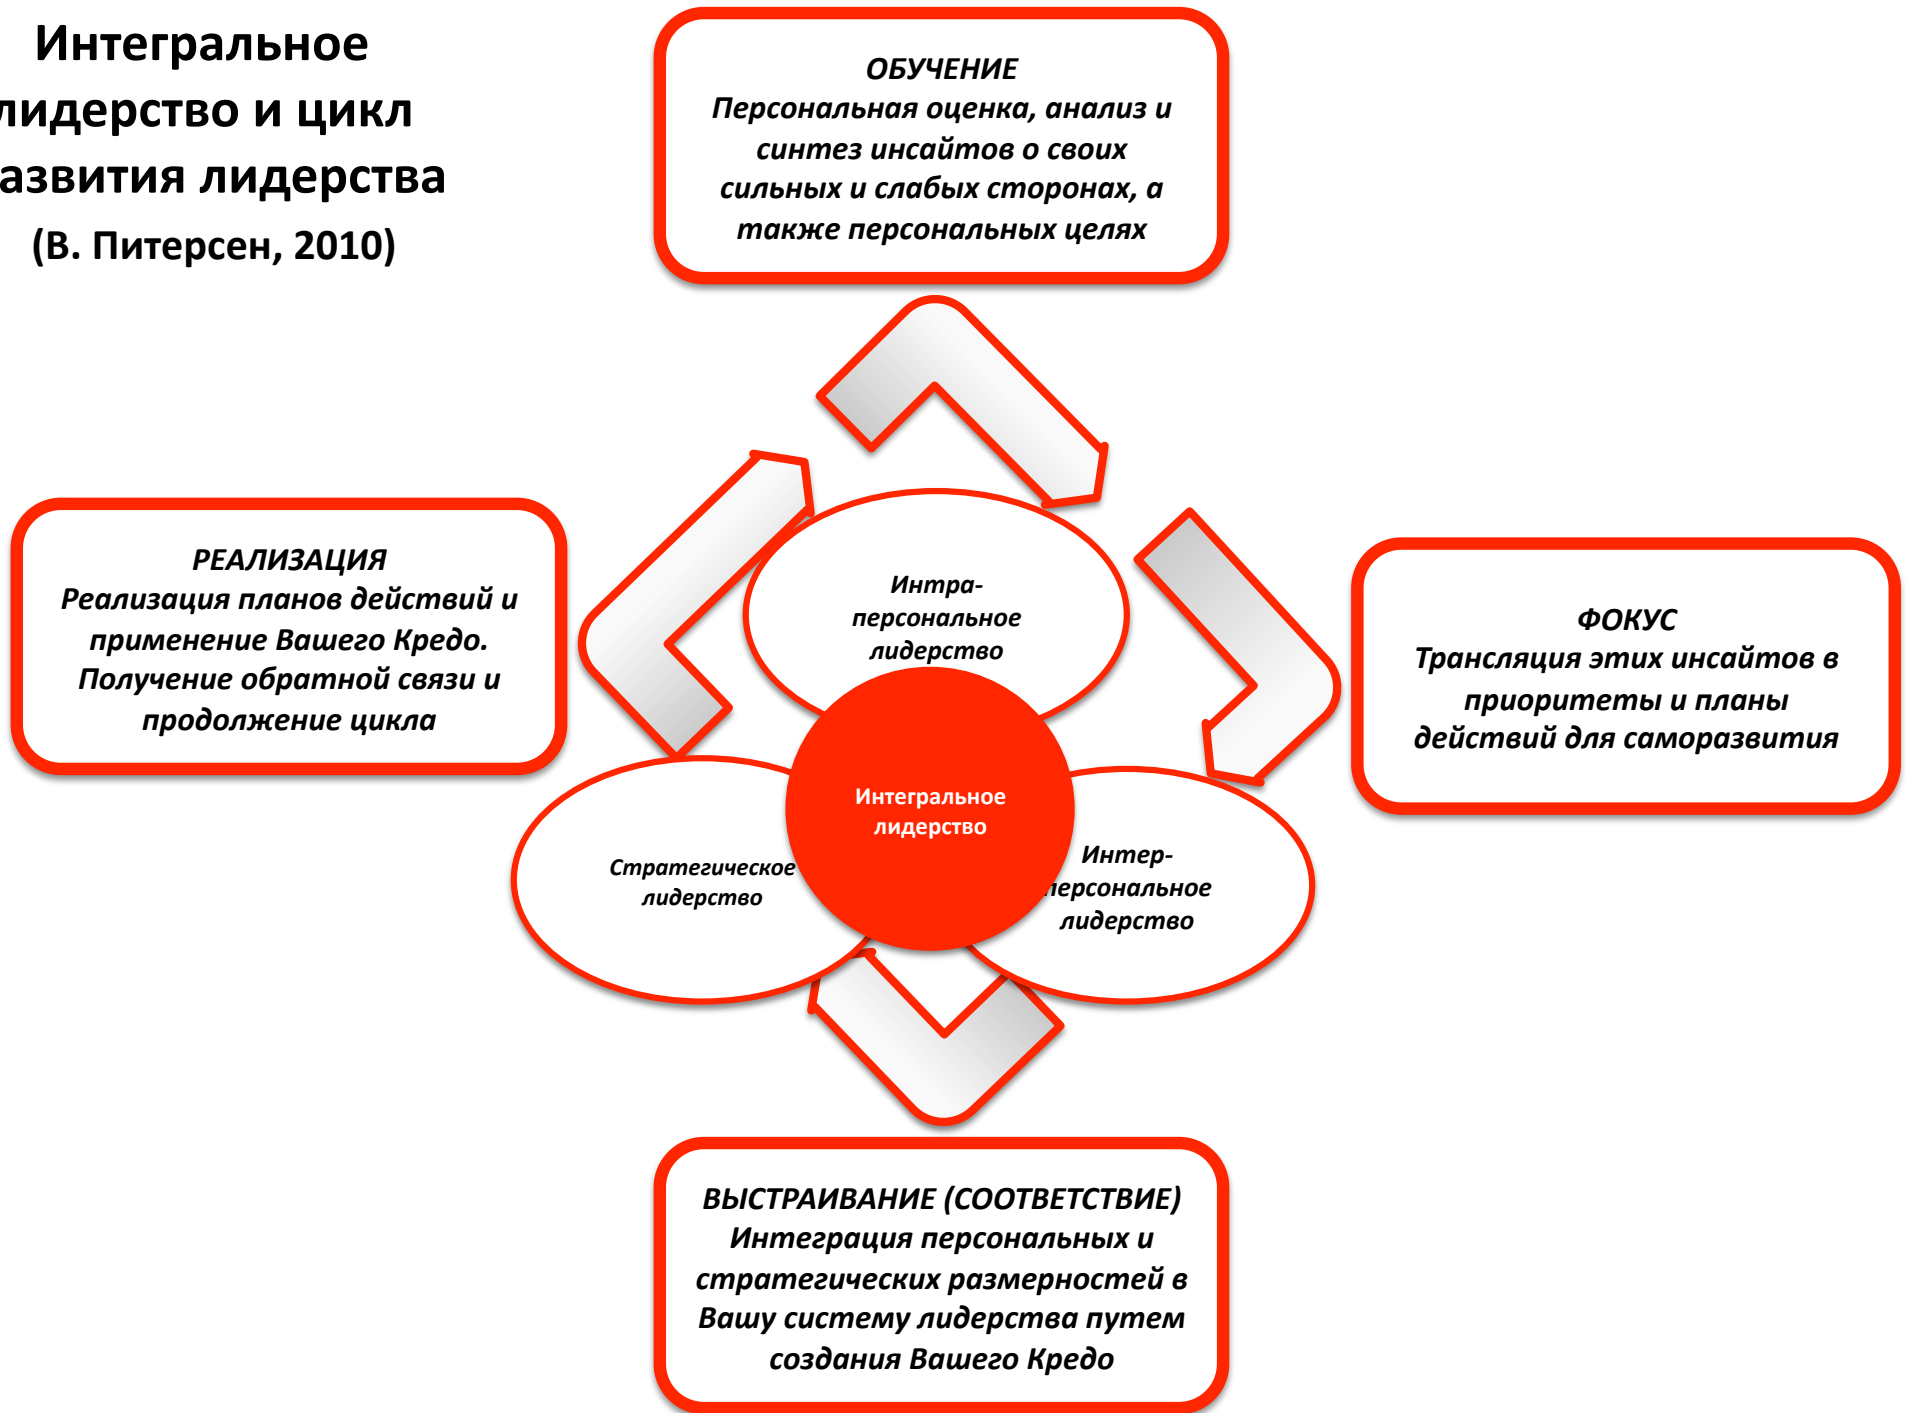 Интегральное
лидерство и цикл
азвития лидерства
(В. Питерсен, 2010)
ОБУЧЕНИЕ
Персональная оценка, анализ и
синтез инсайтов о своих
сильных и слабых сторонах, а
также персональных целях
РЕАЛИЗАЦИЯ
Реализация планов действий и
применение Вашего Кредо.
Получение обратной связи и
продолжение цикла
Интра-
персональное
лидерство
ФОКУС
Трансляция этих инсайтов в
приоритеты и планы
действий для саморазвития
Интегральное
лидерство
Стратегическое
лидерство
Интер-
персональное
лидерство
ВЫСТРАИВАНИЕ (СООТВЕТСТВИЕ)
Интеграция персональных и
стратегических размерностей в
Вашу систему лидерства путем
создания Вашего Кредо